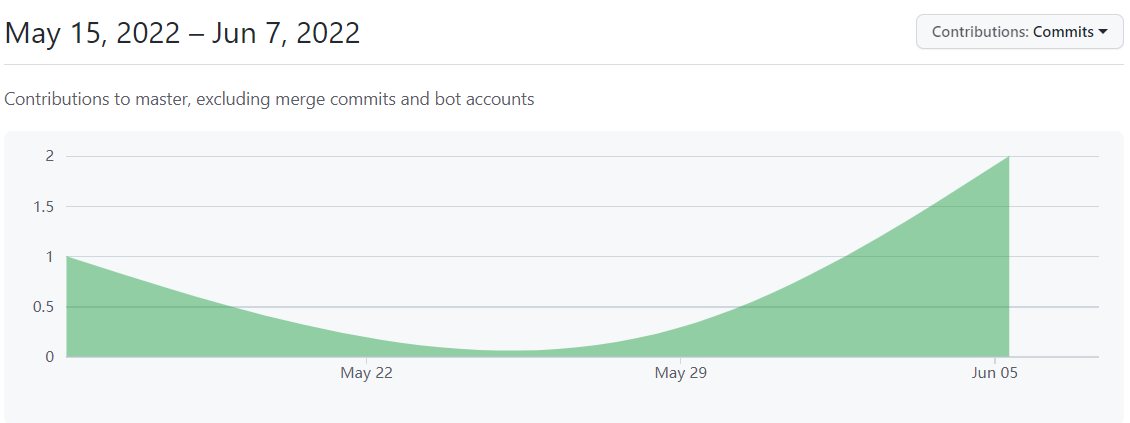 May 15, 2022 – Jun 7, 2022
Contributions: Commits
Contributions to master, excluding merge commits and bot accounts
2
1.5
1
0.5
0
May 22
May 29
Jun 05